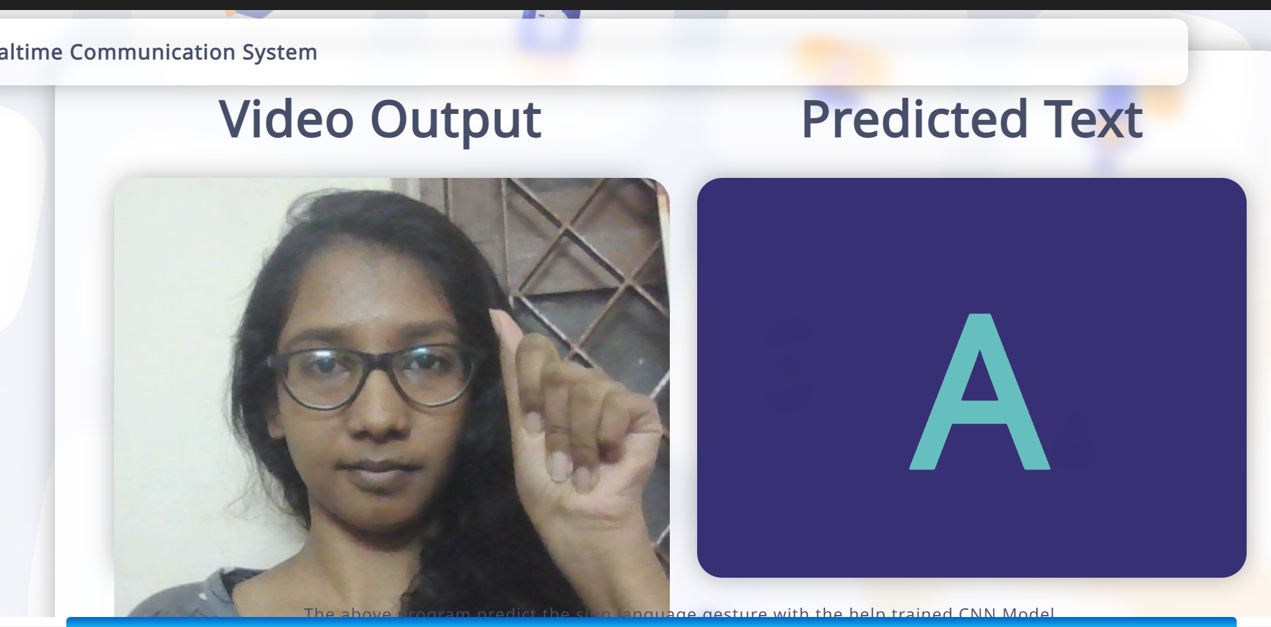 altime Communication System
Video Output
Predicted Text
A
The above program predict the sign language gesture with the help trained CNN Model